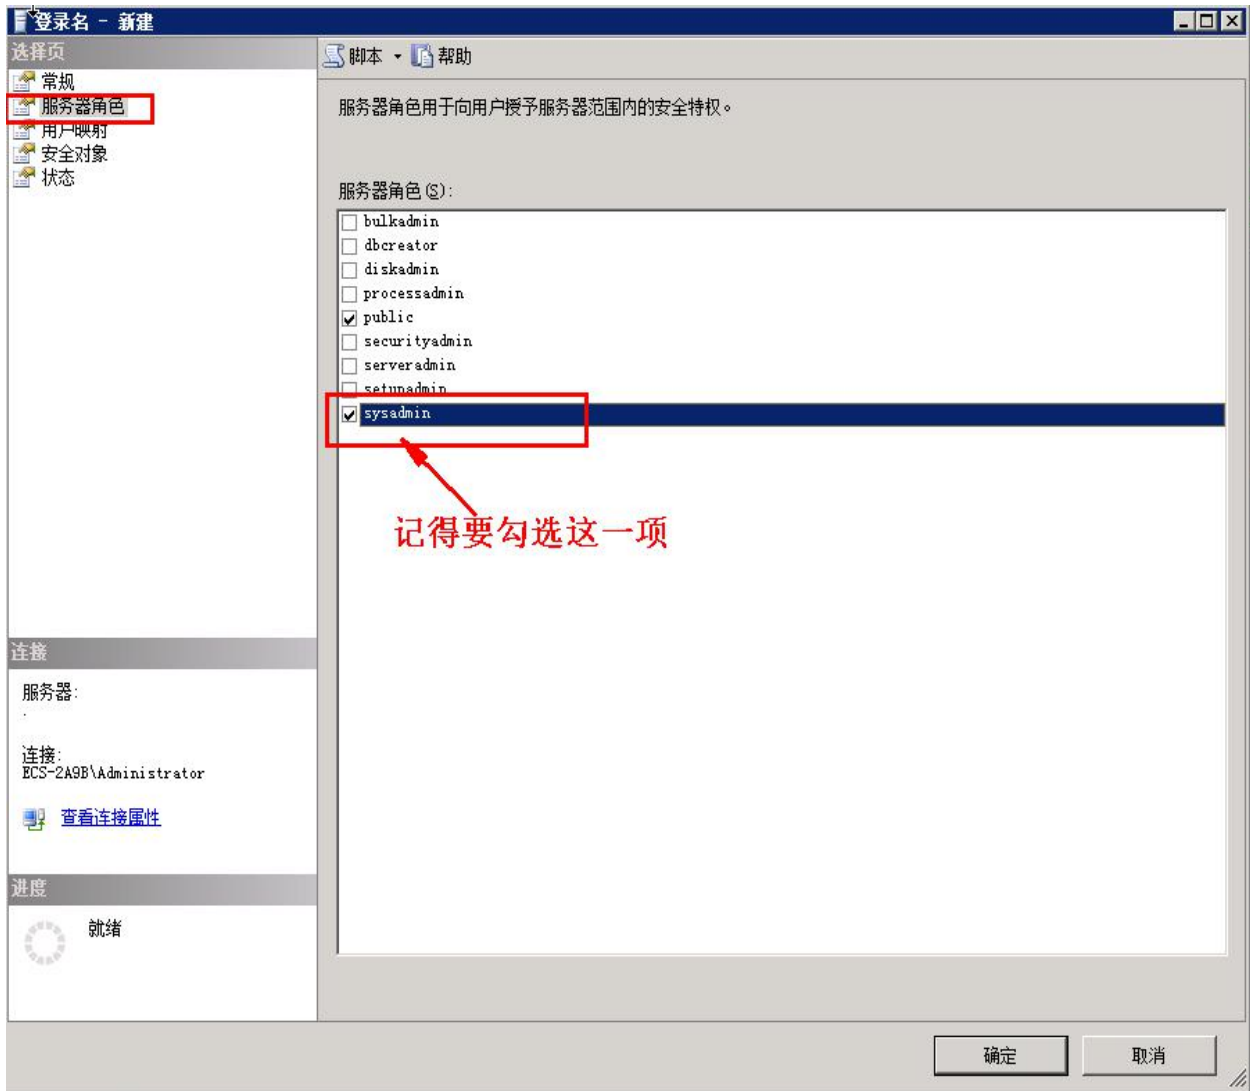 登录名 - 新建
选择页
脚本
帮助
常规
服务器角色
用户映射
安全对象
状态
服务器角色用于向用户授予服务器范围内的安全特权。
服务器角色(S):
bulkadmin
dbcreator
diskadmin
processadmin
public
securityadmin
serveradmin
setupadmin
sysadmin
记得要勾选这一项
连接
服务器:
.
连接:
ECS-2A9B\Administrator
查看连接属性
进度
就绪
确定
取消